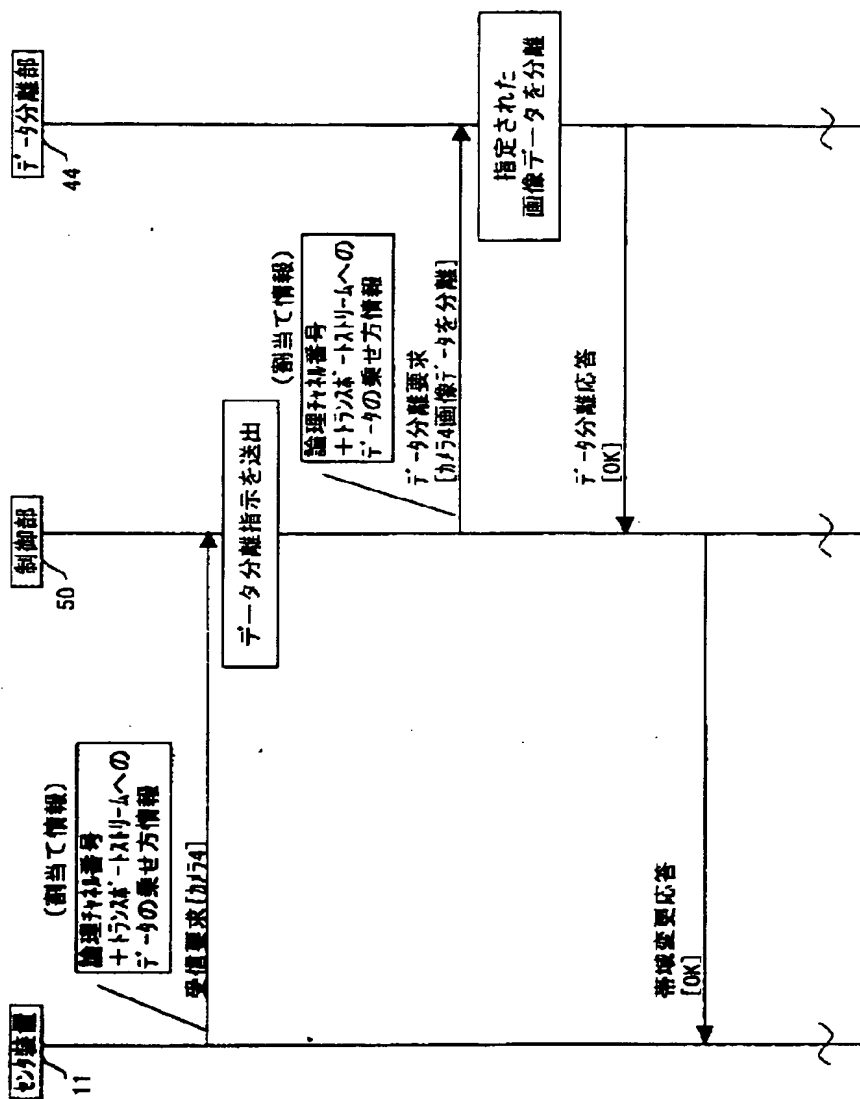 センタ装置
11
制御部
50
データ分離部
44
(割当て情報)
論理チャネル番号
+トランスポートストリームへの
データの乗せ方情報
受信要求[カメラ4]
データ分離指示を送出
(割当て情報)
論理チャネル番号
+トランスポートストリームへの
データの乗せ方情報
データ分離要求
[カメラ4画像データを分離]
指定された
画像データを分離
データ分離応答
[OK]
帯域変更応答
[OK]